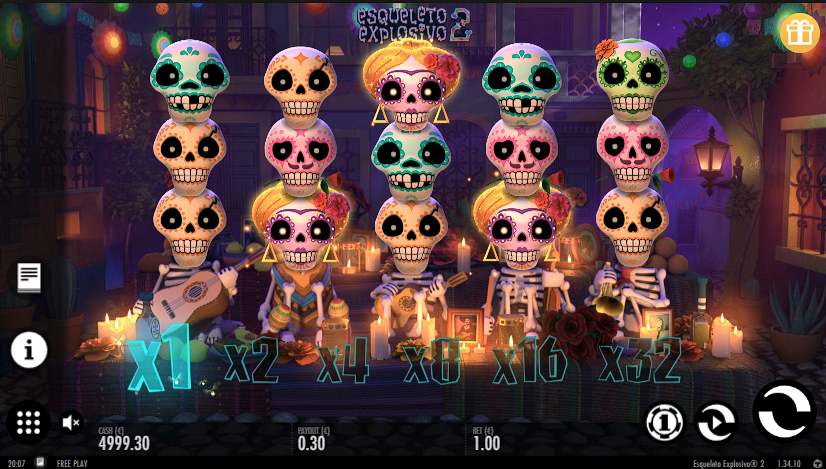 esqueleto
explosivo 2
x1 x2 x4 x8 x16 x32
CASH (€) PAYOUT (€) BET (€)
4999.30 0.30 1.00
1
20:07 FREE PLAY Esqueleto Explosivo® 2 1.34.10